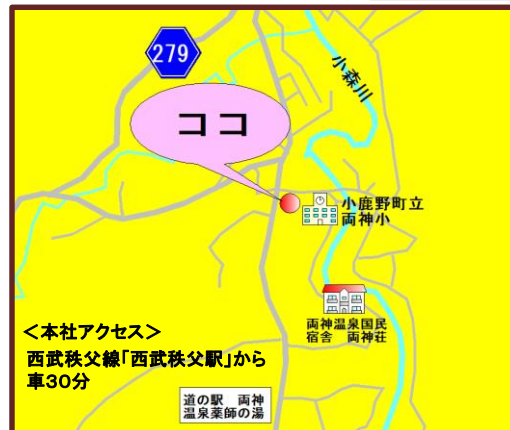 279
小森川
ココ
小鹿野町立
両神小
両神温泉国民
宿舎　両神荘
＜本社アクセス＞
西武秩父線「西武秩父駅」から
車30分
道の駅　両神
温泉薬師の湯